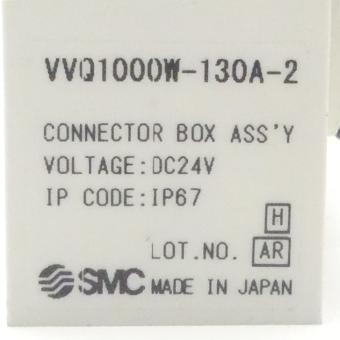 VVQ1000W-130A-2
CONNECTOR BOX ASS'Y
VOLTAGE:DC24V
IP CODE:IP67
H
LOT.NO. AR
SMC MADE IN JAPAN